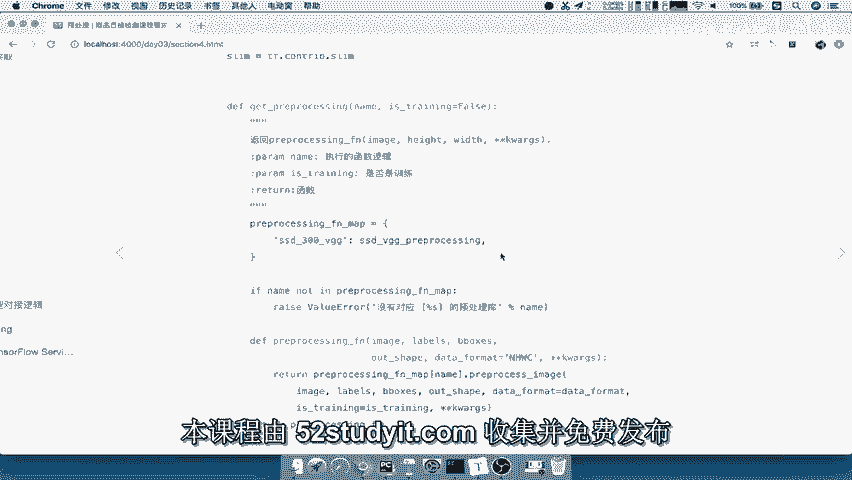 Chrome 文件 修改 视图 历史记录 书签 其他人 电动窗 帮助
100%
localhost:4000/day03/section4.html
slim = tf.contrib.slim
def get_preprocessing(name, is_training=False):
"""
返回preprocessing_fn(image, height, width, **kwargs).
:param name: 执行的函数逻辑
:param is_training: 是否是训练
:return:函数
"""
preprocessing_fn_map = {
'ssd_300_vgg': ssd_vgg_preprocessing,
}
if name not in preprocessing_fn_map:
raise ValueError('没有对应 [%s] 的预处理库' % name)
型对接逻辑
ng
def preprocessing_fn(image, labels, bboxes,
nsorFlow Servi...
out_shape, data_format='NHWC', **kwargs):
return preprocessing_fn_map[name].preprocess_image(
image, labels, bboxes, out_shape, data_format=data_format,
is_training=is_training, **kwargs)
本课程由 52studyit.com 收集并免费发布